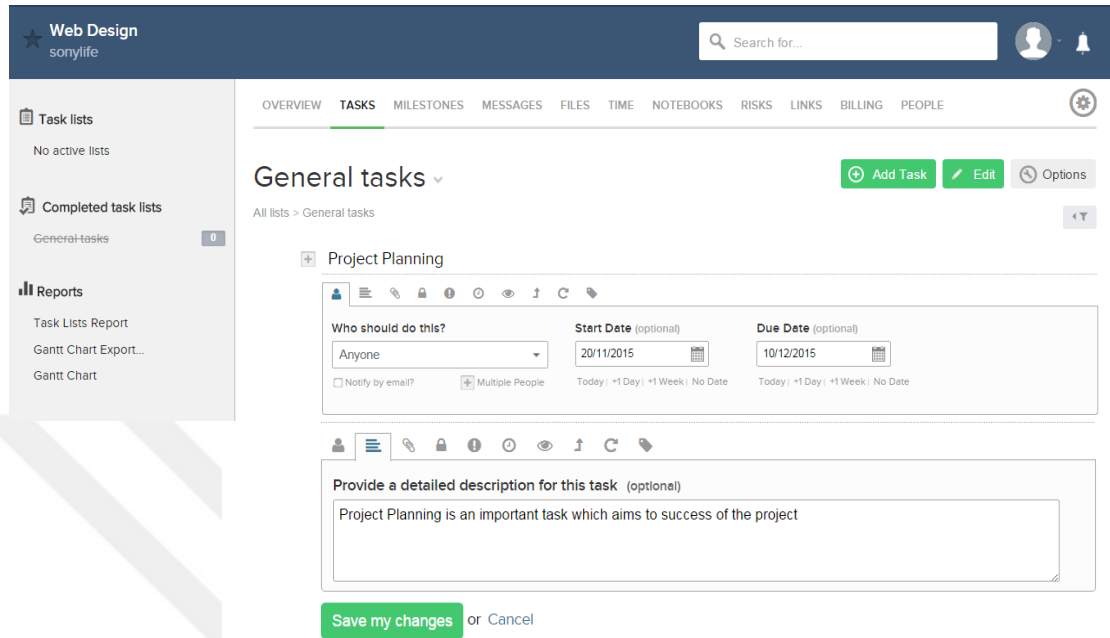 Web Design
sonylife
Search for...
OVERVIEW TASKS MILESTONES MESSAGES FILES TIME NOTEBOOKS RISKS LINKS BILLING PEOPLE
Task lists
No active lists
Completed task lists
General tasks 0
Reports
Task Lists Report
Gantt Chart Export...
Gantt Chart
General tasks
Add Task Edit Options
All lists > General tasks
Project Planning
Who should do this? Start Date (optional) Due Date (optional)
Anyone 20/11/2015 10/12/2015
Notify by email? Multiple People Today | +1 Day | +1 Week | No Date Today | +1 Day | +1 Week | No Date
Provide a detailed description for this task (optional)
Project Planning is an important task which aims to success of the project
Save my changes or Cancel